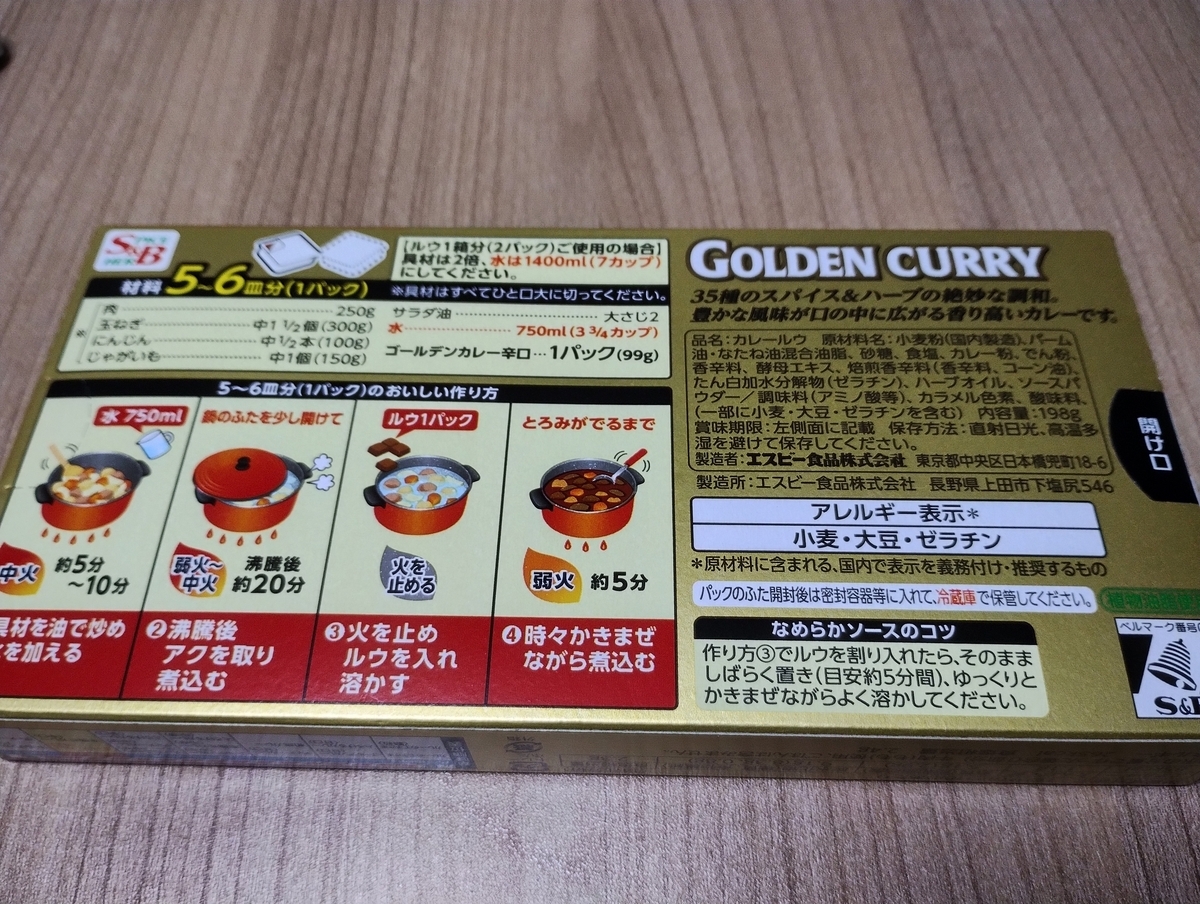 S&B
[ルウ1箱分(2パック)ご使用の場合]
具材は2倍、水は1400ml(7カップ)
にしてください。
材料 5~6皿分(1パック) ※具材はすべてひと口大に切ってください。
※
肉 250g
玉ねぎ 中1 1/2個(300g)
にんじん 中1/2本(100g)
じゃがいも 中1個(150g)
サラダ油 大さじ2
水 750ml(3 3/4カップ)
ゴールデンカレー辛口…1パック(99g)
5~6皿分(1パック)のおいしい作り方
水 750ml
中火
約5分
~10分
具材を油で炒め
を加える
鍋のふたを少し開けて
弱火~
中火
沸騰後
約20分
②沸騰後
アクを取り
煮込む
ルウ1パック
火を
止める
③火を止め
ルウを入れ
溶かす
とろみがでるまで
弱火
約5分
④時々かきまぜ
ながら煮込む
GOLDEN CURRY
35種のスパイス&ハーブの絶妙な調和。
豊かな風味が口の中に広がる香り高いカレーです。
品名:カレールウ 原材料名:小麦粉(国内製造)、パーム
油・なたね油混合油脂、砂糖、食塩、カレー粉、でん粉、
香辛料、酵母エキス、焙煎香辛料(香辛料、コーン油)、
たん白加水分解物(ゼラチン)、ハーブオイル、ソースパ
ウダー/調味料(アミノ酸等)、カラメル色素、酸味料、
(一部に小麦・大豆・ゼラチンを含む) 内容量:198g
賞味期限:左側面に記載 保存方法:直射日光、高温多
湿を避けて保存してください。
製造者:エスビー食品株式会社 東京都中央区日本橋兜町18-6
製造所:エスビー食品株式会社 長野県上田市下塩尻546
アレルギー表示*
小麦・大豆・ゼラチン
*原材料に含まれる、国内で表示を義務付け・推奨するもの
パックのふた開封後は密封容器等に入れて、冷蔵庫で保管してください。
なめらかソースのコツ
作り方③でルウを割り入れたら、そのまま
しばらく置き(目安約5分間)、ゆっくりと
かきまぜながらよく溶かしてください。
開け口
ベルマーク番号
S&B